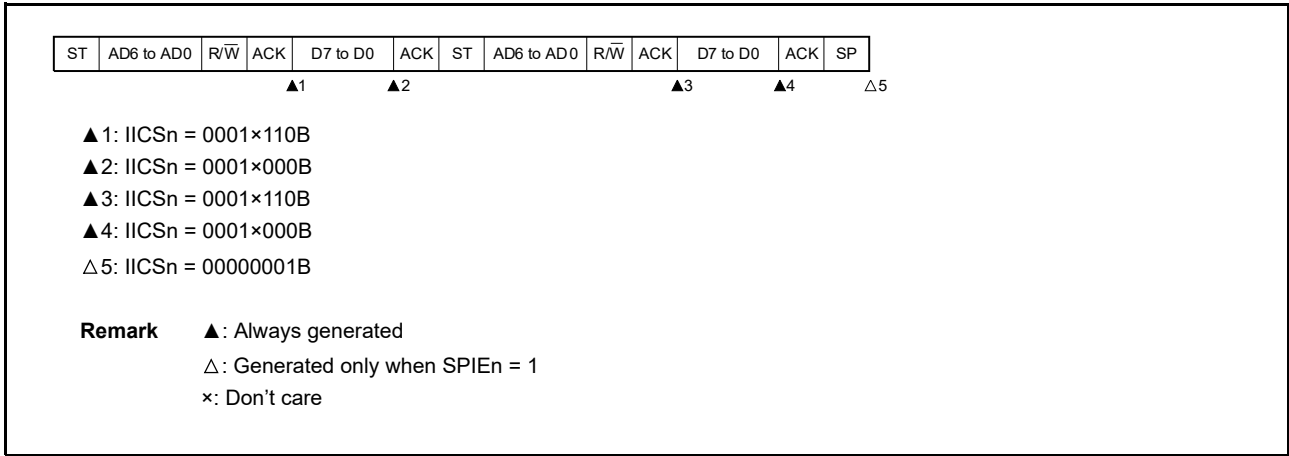 ST AD6 to AD0 R/W̅ ACK D7 to D0 ACK ST AD6 to AD0 R/W̅ ACK D7 to D0 ACK SP
▲1 ▲2 ▲3 ▲4 △5
▲1: IICSn = 0001×110B
▲2: IICSn = 0001×000B
▲3: IICSn = 0001×110B
▲4: IICSn = 0001×000B
△5: IICSn = 00000001B
Remark ▲: Always generated
△: Generated only when SPIEn = 1
×: Don’t care